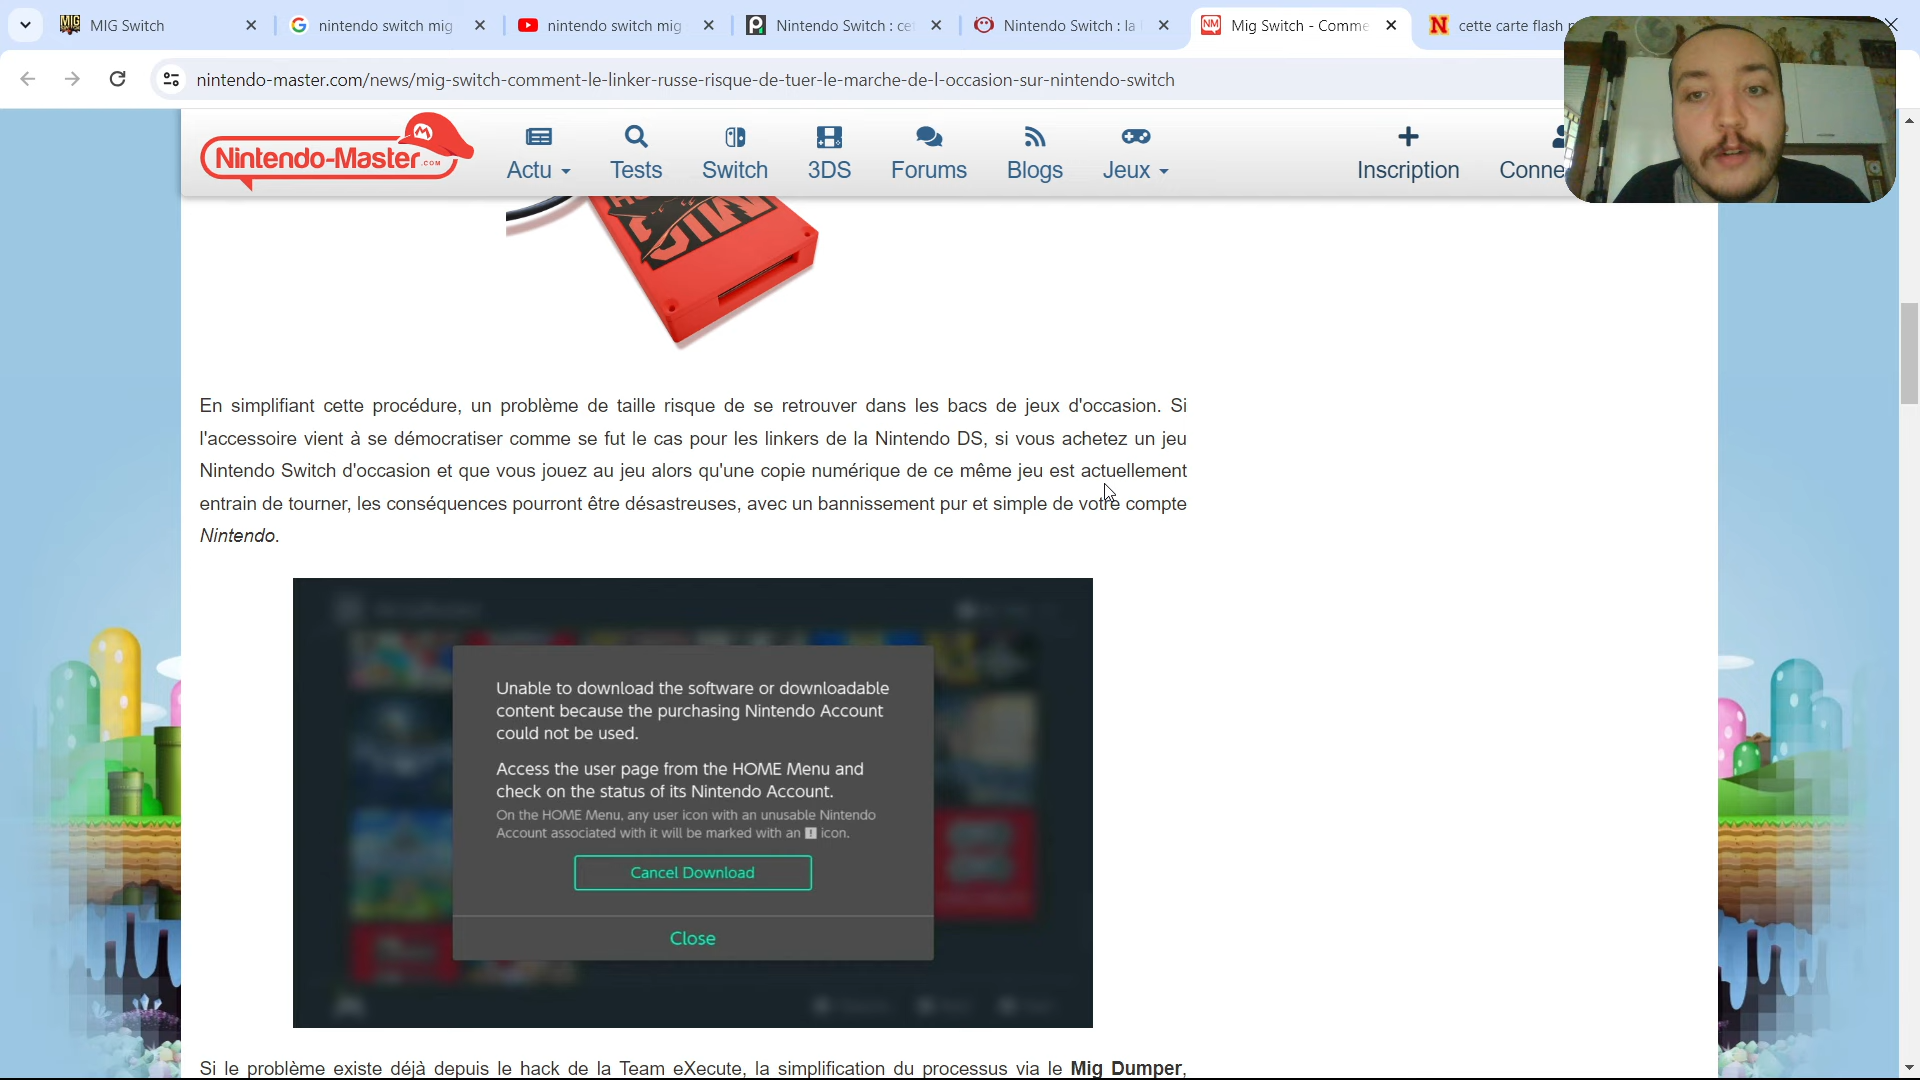 MIG Switch
nintendo switch mig
nintendo switch mig
Nintendo Switch : ce
Nintendo Switch : la
Mig Switch - Comme
cette carte flash
nintendo-master.com/news/mig-switch-comment-le-linker-russe-risque-de-tuer-le-marche-de-l-occasion-sur-nintendo-switch
Nintendo-Master.COM
Actu
Tests
Switch
3DS
Forums
Blogs
Jeux
Inscription
Conne
MIG
En simplifiant cette procédure, un problème de taille risque de se retrouver dans les bacs de jeux d'occasion. Si
l'accessoire vient à se démocratiser comme se fut le cas pour les linkers de la Nintendo DS, si vous achetez un jeu
Nintendo Switch d'occasion et que vous jouez au jeu alors qu'une copie numérique de ce même jeu est actuellement
entrain de tourner, les conséquences pourront être désastreuses, avec un bannissement pur et simple de votre compte
Nintendo.
Unable to download the software or downloadable
content because the purchasing Nintendo Account
could not be used.
Access the user page from the HOME Menu and
check on the status of its Nintendo Account.
On the HOME Menu, any user icon with an unusable Nintendo
Account associated with it will be marked with an ! icon.
Cancel Download
Close
Si le problème existe déjà depuis le hack de la Team eXecute, la simplification du processus via le Mig Dumper,